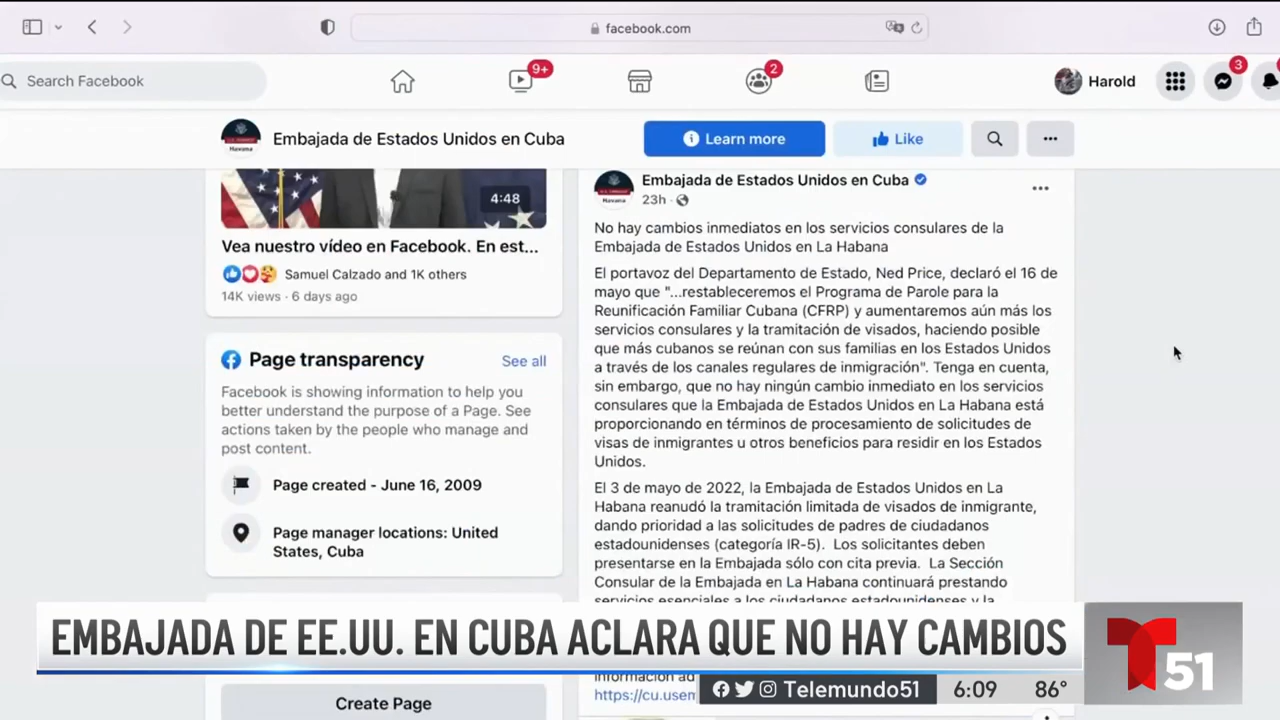 facebook.com
Search Facebook
9+
2
Harold
3
Embajada de Estados Unidos en Cuba
Learn more
Like
4:48
Vea nuestro vídeo en Facebook. En est...
Samuel Calzado and 1K others
14K views · 6 days ago
Page transparency
See all
Facebook is showing information to help you
better understand the purpose of a Page. See
actions taken by the people who manage and
post content.
Page created - June 16, 2009
Page manager locations: United
States, Cuba
Create Page
Havana
Embajada de Estados Unidos en Cuba
23h ·
No hay cambios inmediatos en los servicios consulares de la
Embajada de Estados Unidos en La Habana
El portavoz del Departamento de Estado, Ned Price, declaró el 16 de
mayo que "...restableceremos el Programa de Parole para la
Reunificación Familiar Cubana (CFRP) y aumentaremos aún más los
servicios consulares y la tramitación de visados, haciendo posible
que más cubanos se reúnan con sus familias en los Estados Unidos
a través de los canales regulares de inmigración". Tenga en cuenta,
sin embargo, que no hay ningún cambio inmediato en los servicios
consulares que la Embajada de Estados Unidos en La Habana está
proporcionando en términos de procesamiento de solicitudes de
visas de inmigrantes u otros beneficios para residir en los Estados
Unidos.
El 3 de mayo de 2022, la Embajada de Estados Unidos en La
Habana reanudó la tramitación limitada de visados de inmigrante,
dando prioridad a las solicitudes de padres de ciudadanos
estadounidenses (categoría IR-5). Los solicitantes deben
presentarse en la Embajada sólo con cita previa. La Sección
Consular de la Embajada en La Habana continuará prestando
servicios esenciales a los ciudadanos estadounidenses y la
información ad
https://cu.usem
EMBAJADA DE EE.UU. EN CUBA ACLARA QUE NO HAY CAMBIOS
T 51
Telemundo51
6:09
86°